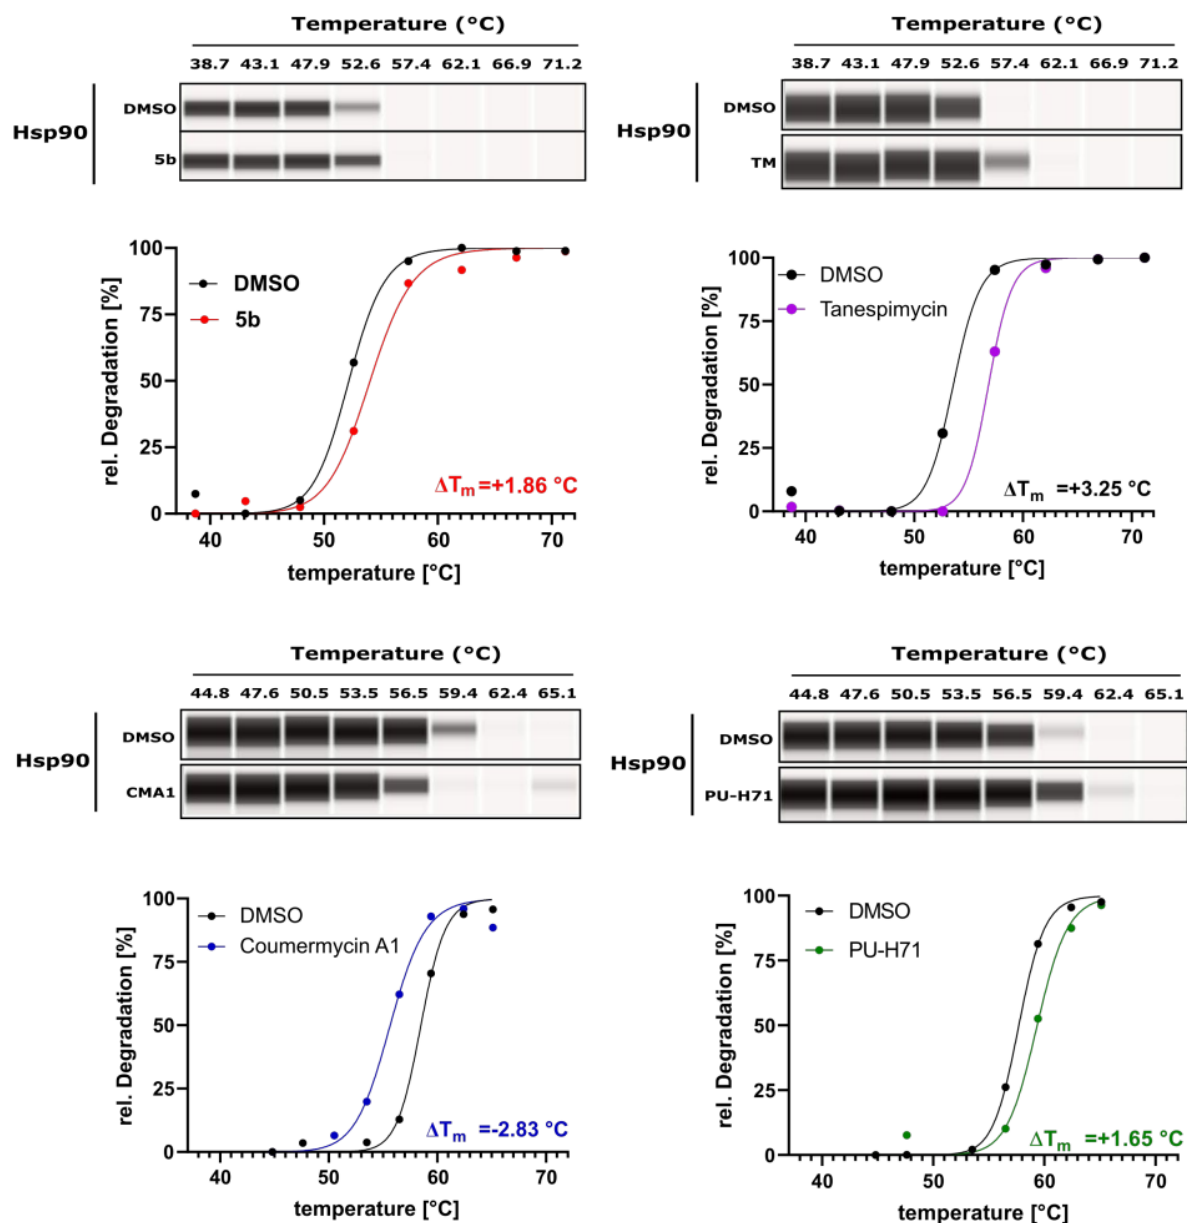 Temperature (°C)
38.7 43.1 47.9 52.6 57.4 62.1 66.9 71.2
Hsp90
DMSO
5b
100
75
50
25
0
rel. Degradation [%]
DMSO
5b
ΔTm=+1.86 °C
40 50 60 70
temperature [°C]
Temperature (°C)
38.7 43.1 47.9 52.6 57.4 62.1 66.9 71.2
Hsp90
DMSO
TM
100
75
50
25
0
rel. Degradation [%]
DMSO
Tanespimycin
ΔTm =+3.25 °C
40 50 60 70
temperature [°C]
Temperature (°C)
44.8 47.6 50.5 53.5 56.5 59.4 62.4 65.1
Hsp90
DMSO
CMA1
100
75
50
25
0
rel. Degradation [%]
DMSO
Coumermycin A1
ΔTm=-2.83 °C
40 50 60 70
temperature [°C]
Temperature (°C)
44.8 47.6 50.5 53.5 56.5 59.4 62.4 65.1
Hsp90
DMSO
PU-H71
100
75
50
25
0
rel. Degradation [%]
DMSO
PU-H71
ΔTm=+1.65 °C
40 50 60 70
temperature [°C]